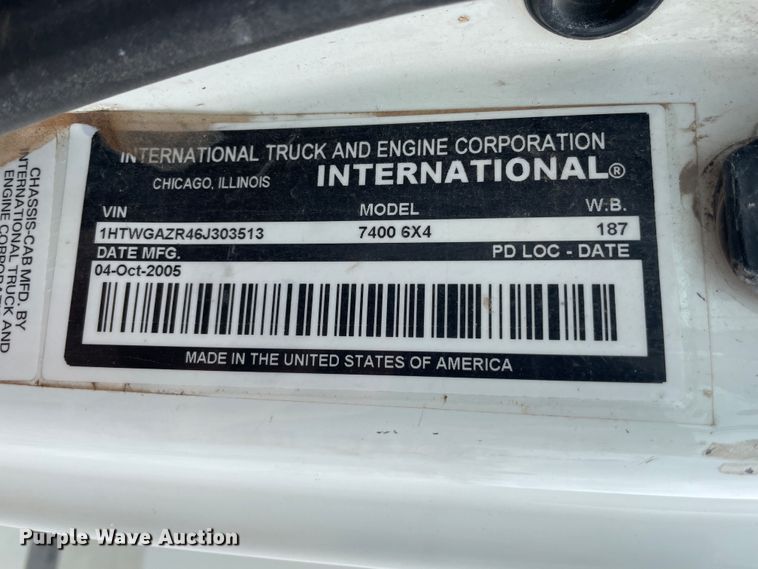 INTERNATIONAL TRUCK AND ENGINE CORPORATION
CHICAGO, ILLINOIS INTERNATIONAL®
VIN MODEL W.B.
1HTWGAZR46J303513 7400 6X4 187
DATE MFG. PD LOC - DATE
04-Oct-2005
MADE IN THE UNITED STATES OF AMERICA
CHASSIS-CAB MFD. BY
INTERNATIONAL TRUCK AND
ENGINE CORPORATION
Purple Wave Auction